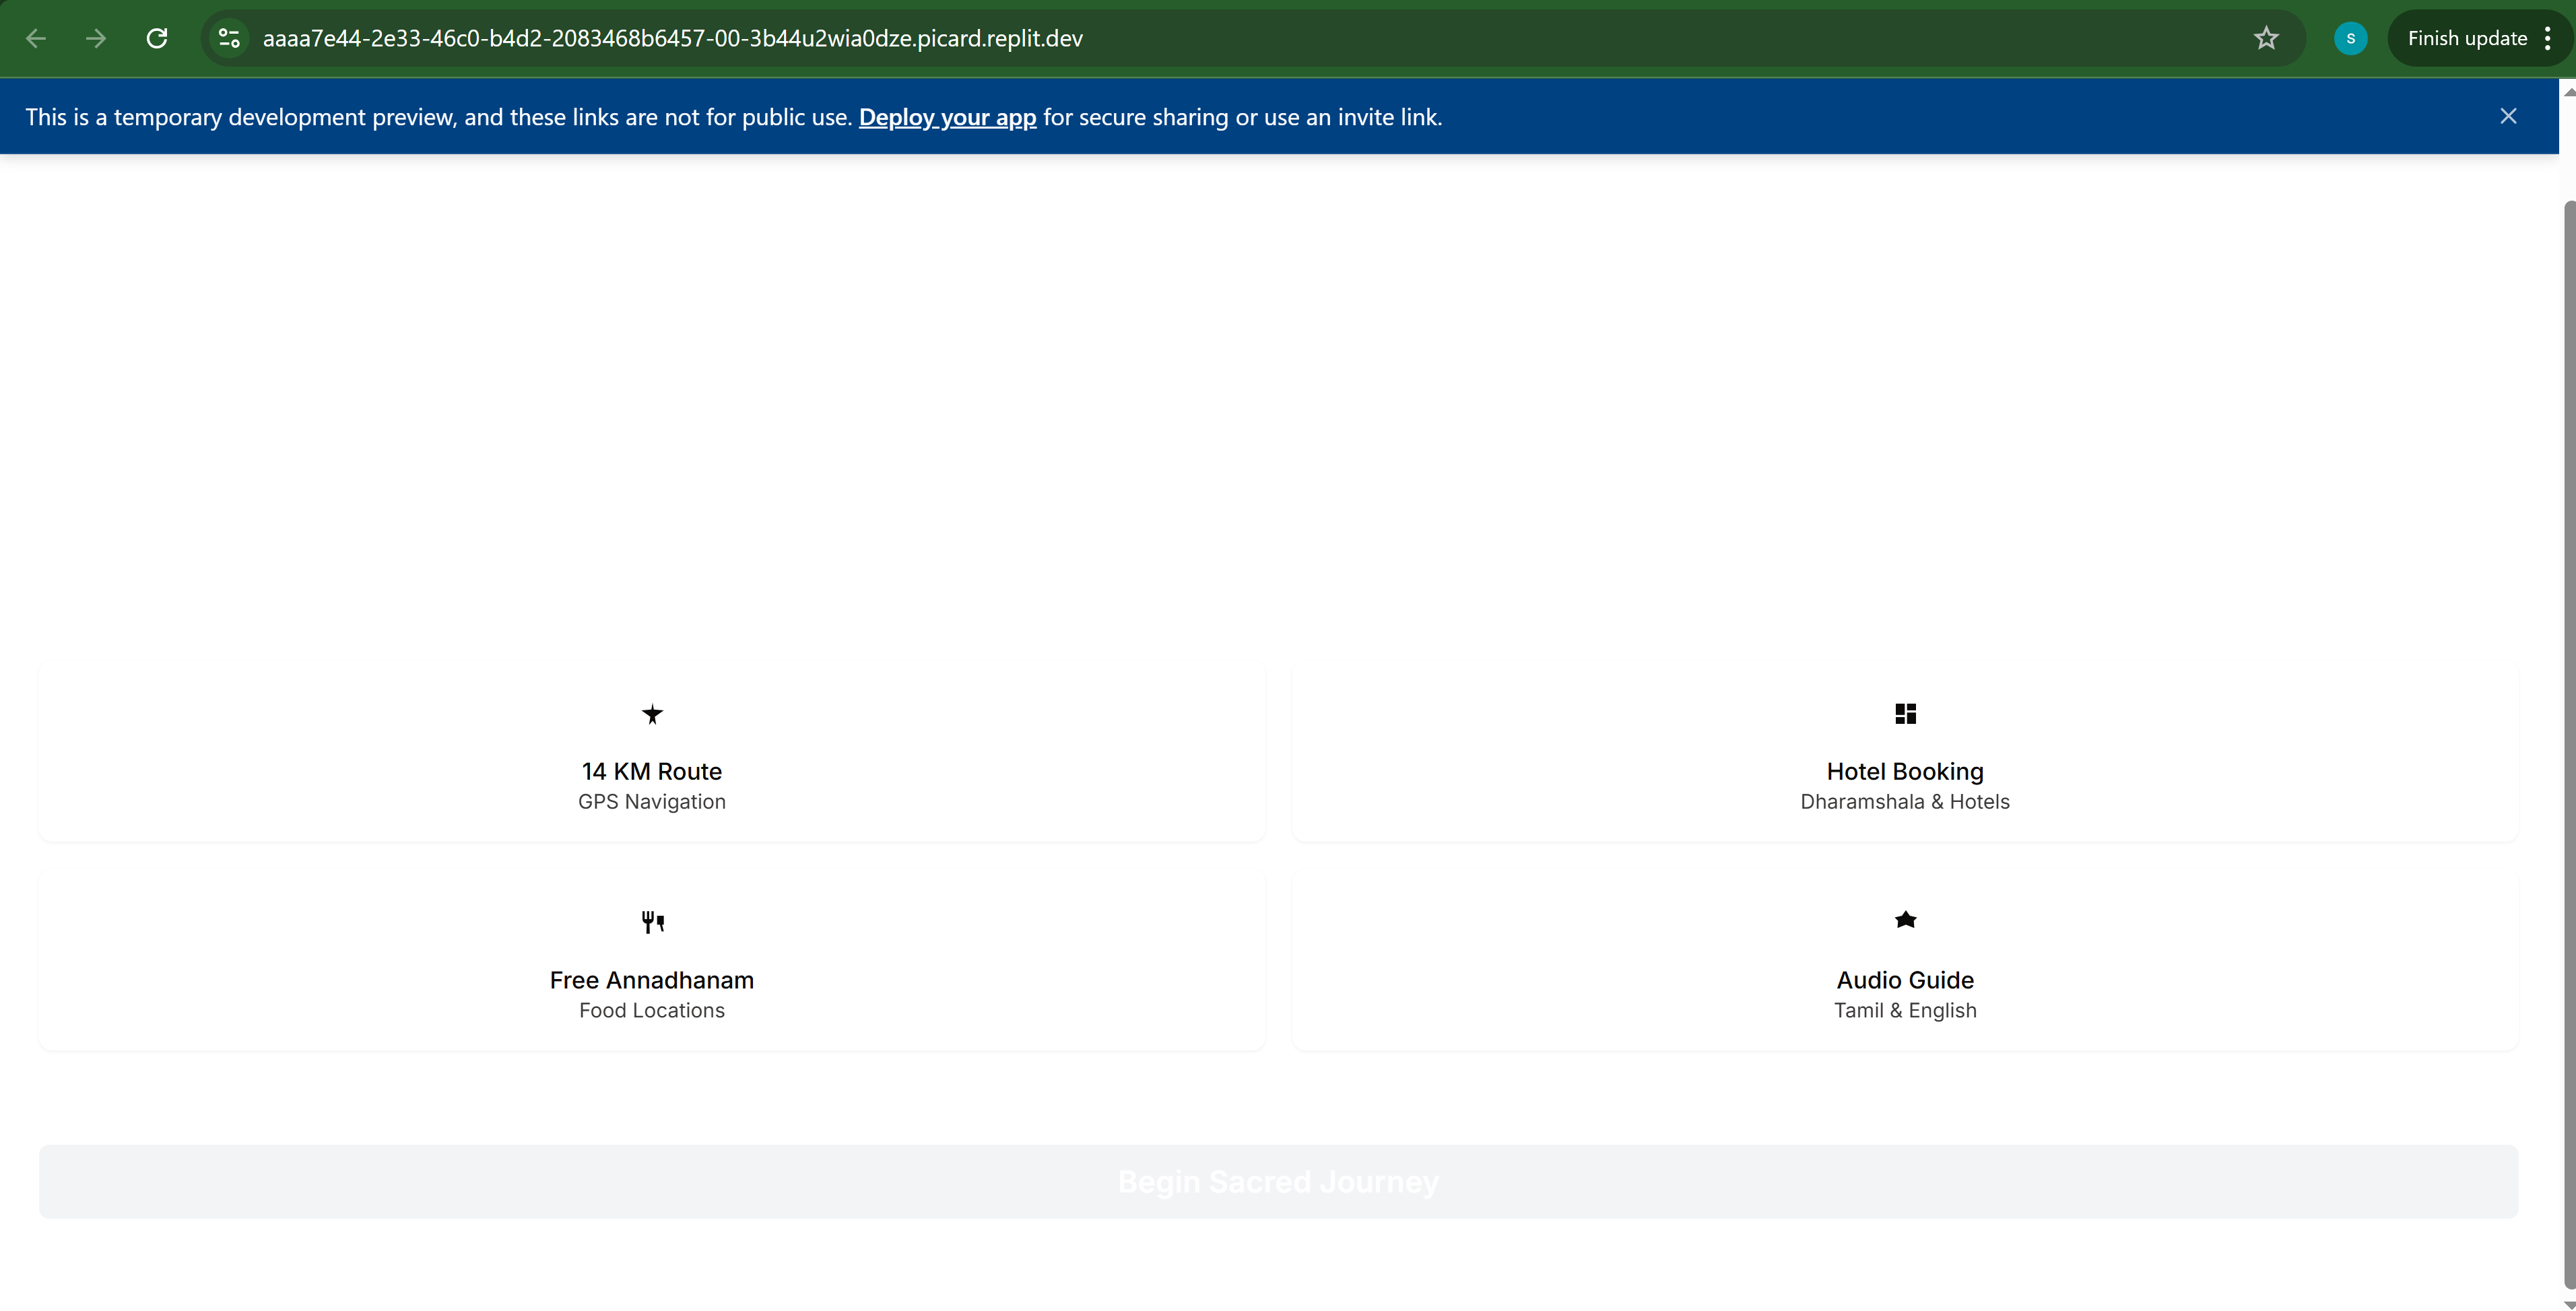 aaaa7e44-2e33-46c0-b4d2-2083468b6457-00-3b44u2wia0dze.picard.replit.dev
s
Finish update
This is a temporary development preview, and these links are not for public use. Deploy your app for secure sharing or use an invite link.
14 KM Route
GPS Navigation
Hotel Booking
Dharamshala & Hotels
Free Annadhanam
Food Locations
Audio Guide
Tamil & English
Begin Sacred Journey